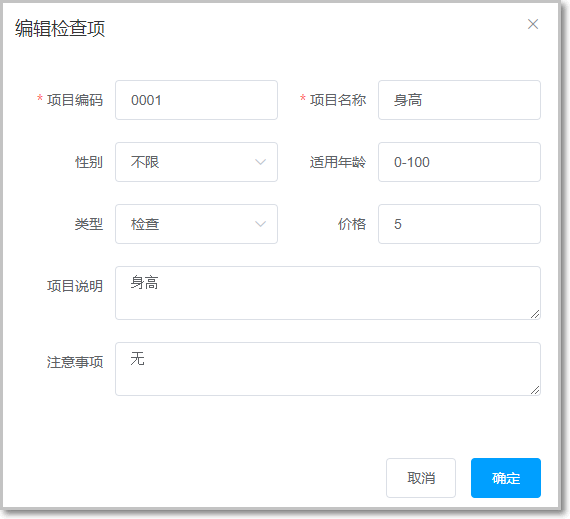 编辑检查项
* 项目编码 0001 * 项目名称 身高
性别 不限 适用年龄 0-100
类型 检查 价格 5
项目说明 身高
注意事项 无
取消 确定